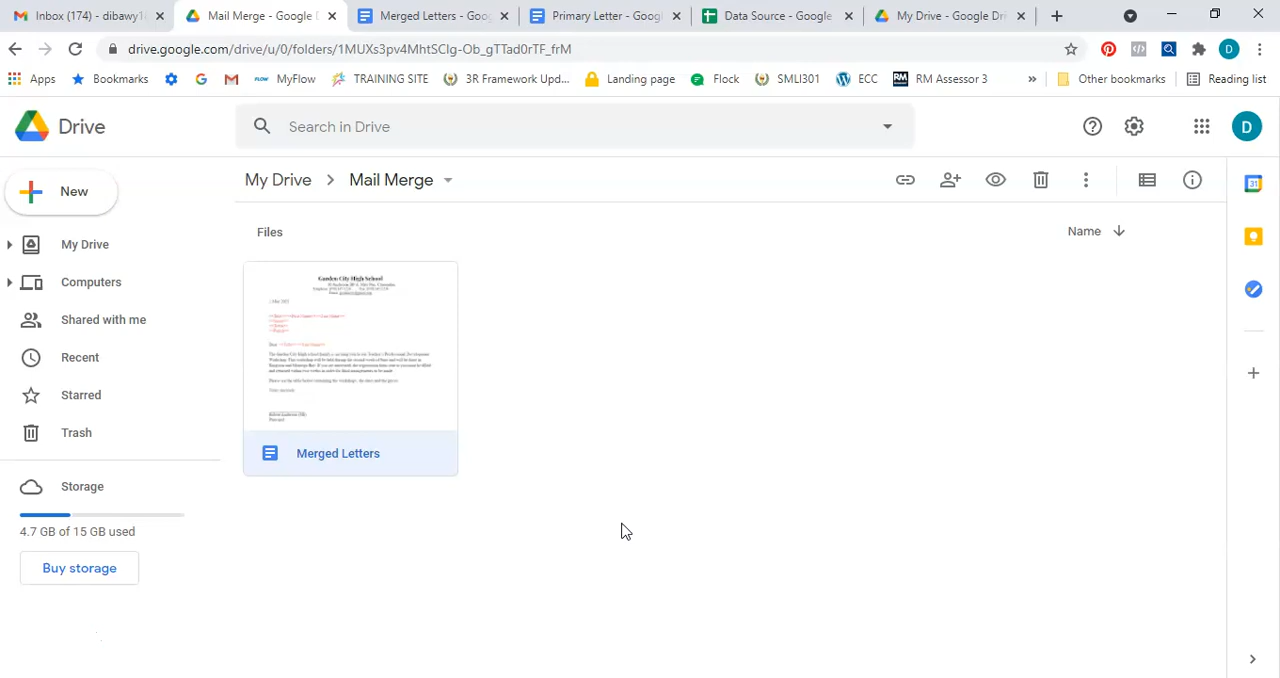 Inbox (174) - dibawy1
Mail Merge - Google D
Merged Letters - Goog
Primary Letter - Googl
Data Source - Google
My Drive - Google Dri
drive.google.com/drive/u/0/folders/1MUXs3pv4MhtSCIg-Ob_gTTad0rTF_frM
D
Apps
Bookmarks
MyFlow
TRAINING SITE
3R Framework Upd...
Landing page
Flock
SMLI301
ECC
RM Assessor 3
»
Other bookmarks
Reading list
Drive
Search in Drive
D
New
My Drive > Mail Merge
31
My Drive
Computers
Shared with me
Recent
Starred
Trash
Storage
4.7 GB of 15 GB used
Buy storage
Files
Name
Garden City High School
Merged Letters